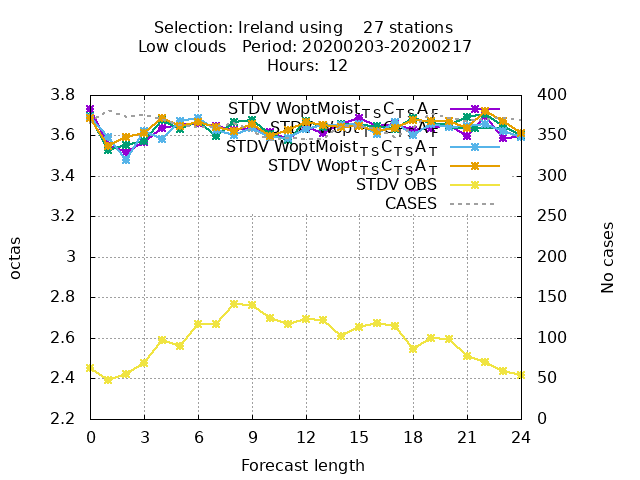 Selection: Ireland using 27 stations
Low clouds Period: 20200203-20200217
Hours: 12
3.8
3.6
3.4
3.2
3
2.8
2.6
2.4
2.2
octas
400
350
300
250
200
150
100
50
0
No cases
STDV WoptMoist_TSC_TSA_F
STDV WoptMoist_TSC_TSA_T
STDV Wopt_TSC_TSA_T
STDV OBS
CASES
0 3 6 9 12 15 18 21 24
Forecast length